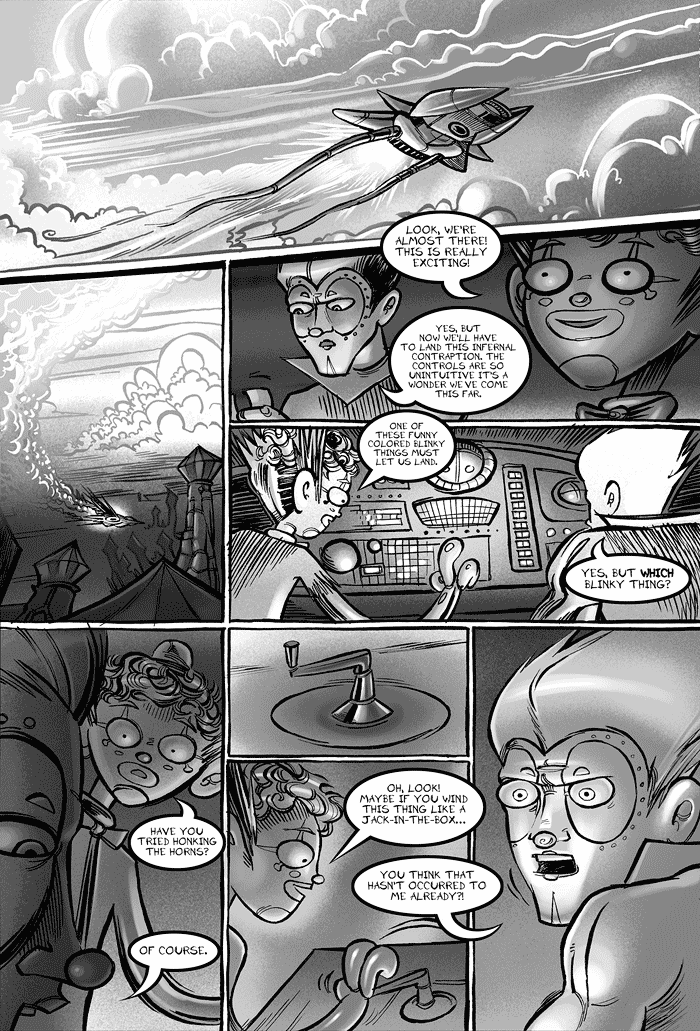 LOOK, WE'RE
ALMOST THERE!
THIS IS REALLY
EXCITING!
YES, BUT
NOW WE'LL HAVE
TO LAND THIS INFERNAL
CONTRAPTION. THE
CONTROLS ARE SO
UNINTUITIVE IT'S A
WONDER WE'VE COME
THIS FAR.
ONE OF
THESE FUNNY
COLORED BLINKY
THINGS MUST
LET US LAND.
YES, BUT WHICH
BLINKY THING?
HAVE YOU
TRIED HONKING
THE HORNS?
OF COURSE.
OH, LOOK!
MAYBE IF YOU WIND
THIS THING LIKE A
JACK-IN-THE-BOX...
YOU THINK THAT
HASN'T OCCURRED TO
ME ALREADY?!